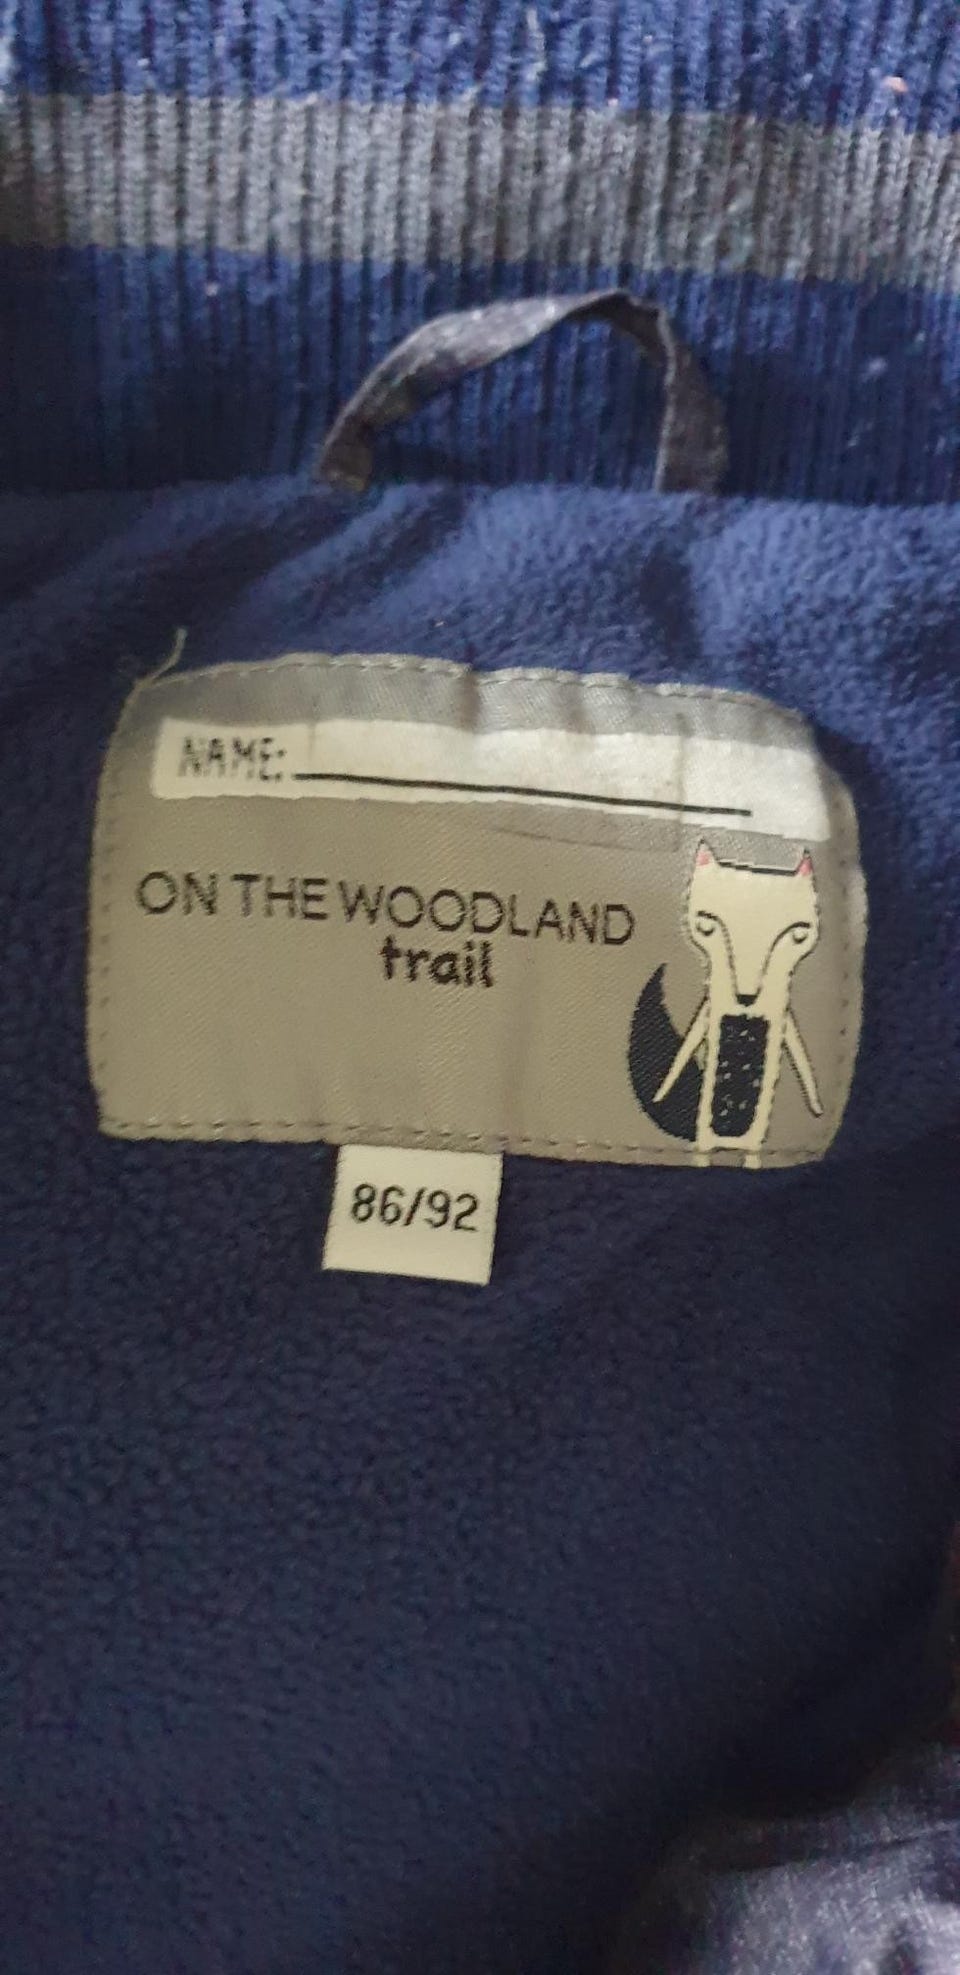 NAME:
ON THE WOODLAND
trail
86/92